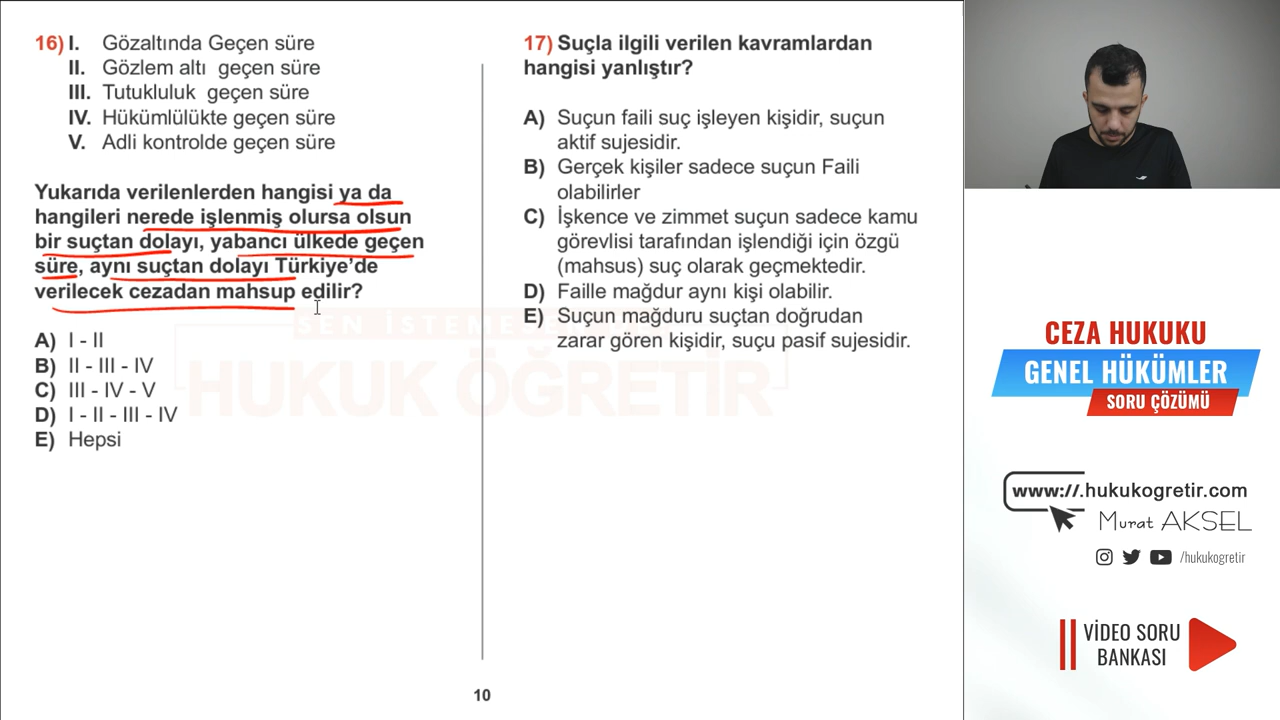 16) I. Gözaltında Geçen süre
II. Gözlem altı geçen süre
III. Tutukluluk geçen süre
IV. Hükümlülükte geçen süre
V. Adli kontrolde geçen süre
Yukarıda verilenlerden hangisi ya da
hangileri nerede işlenmiş olursa olsun
bir suçtan dolayı, yabancı ülkede geçen
süre, aynı suçtan dolayı Türkiye’de
verilecek cezadan mahsup edilir?
A) I - II
B) II - III - IV
C) III - IV - V
D) I - II - III - IV
E) Hepsi
17) Suçla ilgili verilen kavramlardan
hangisi yanlıştır?
A) Suçun faili suç işleyen kişidir, suçun
aktif sujesidir.
B) Gerçek kişiler sadece suçun Faili
olabilirler
C) İşkence ve zimmet suçun sadece kamu
görevlisi tarafından işlendiği için özgü
(mahsus) suç olarak geçmektedir.
D) Faille mağdur aynı kişi olabilir.
E) Suçun mağduru suçtan doğrudan
zarar gören kişidir, suçu pasif sujesidir.
HUKUK ÖĞRETİR
10
CEZA HUKUKU
GENEL HÜKÜMLER
SORU ÇÖZÜMÜ
www://.hukukogretir.com
Murat AKSEL
/hukukogretir
VİDEO SORU
BANKASI